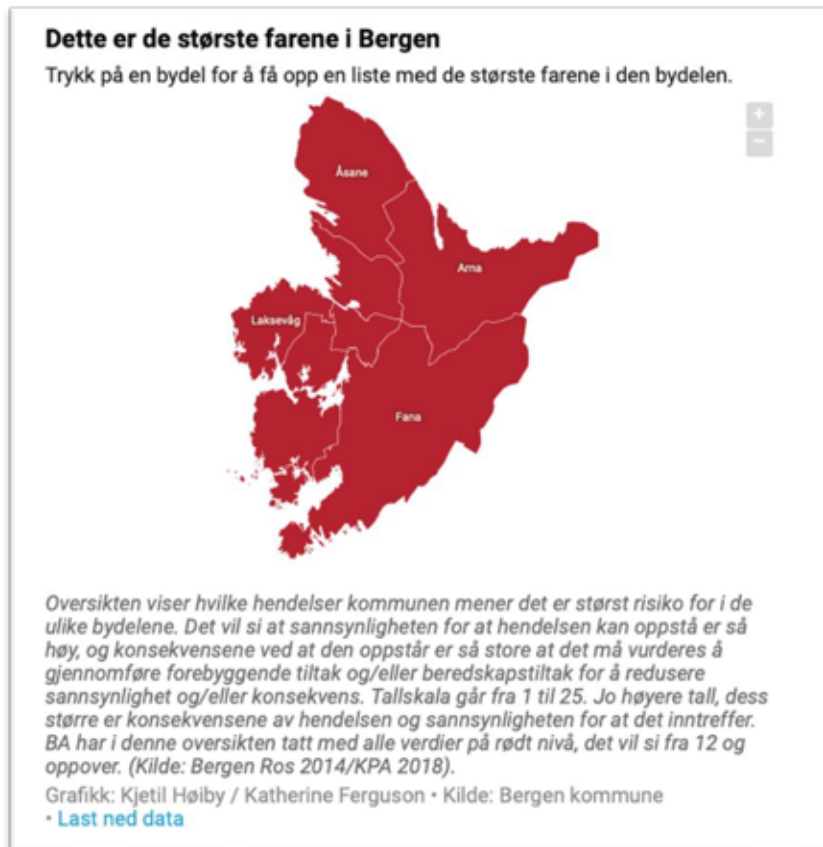 Dette er de største farene i Bergen
Trykk på en bydel for å få opp en liste med de største farene i den bydelen.
+
−
Åsane
Arna
Laksevåg
Fana
Oversikten viser hvilke hendelser kommunen mener det er størst risiko for i de
ulike bydelene. Det vil si at sannsynligheten for at hendelsen kan oppstå er så
høy, og konsekvensene ved at den oppstår er så store at det må vurderes å
gjennomføre forebyggende tiltak og/eller beredskapstiltak for å redusere
sannsynlighet og/eller konsekvens. Tallskala går fra 1 til 25. Jo høyere tall, dess
større er konsekvensene av hendelsen og sannsynligheten for at det inntreffer.
BA har i denne oversikten tatt med alle verdier på rødt nivå, det vil si fra 12 og
oppover. (Kilde: Bergen Ros 2014/KPA 2018).
Grafikk: Kjetil Høiby / Katherine Ferguson • Kilde: Bergen kommune
• Last ned data